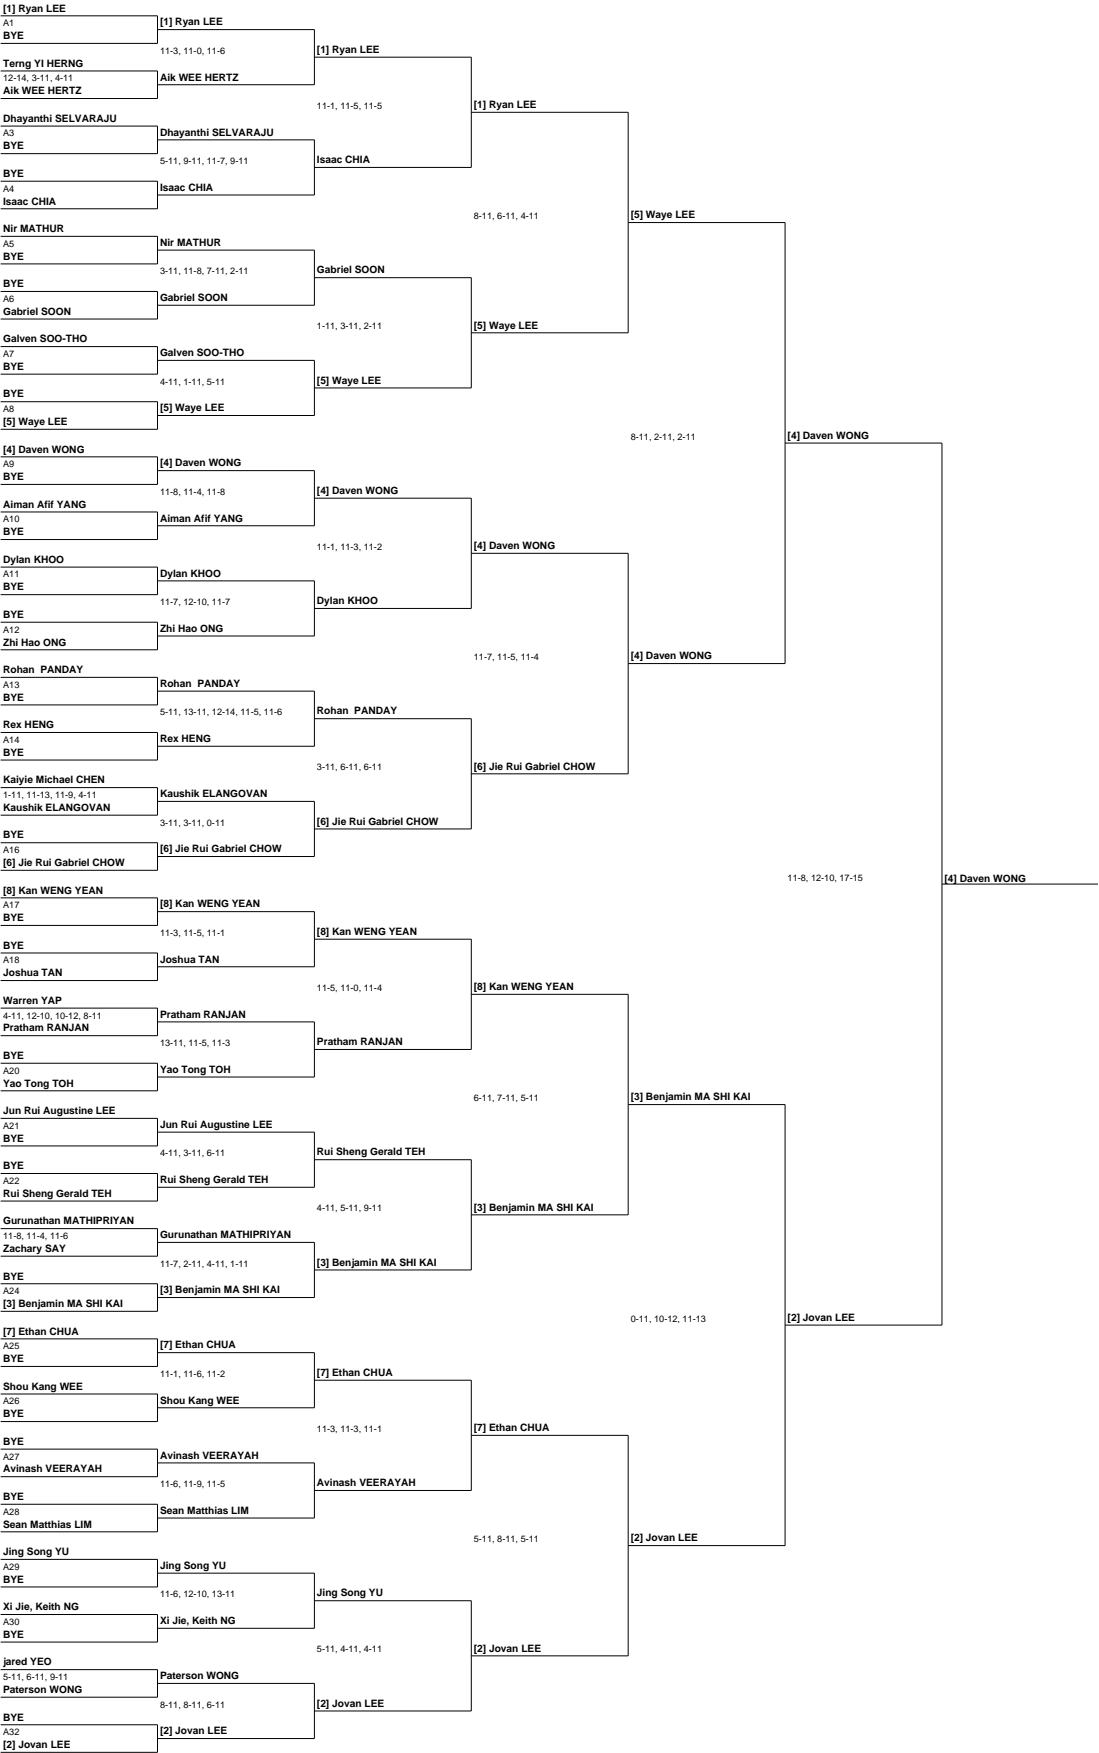 [1] Ryan LEE
A1
[1] Ryan LEE
BYE
11-3, 11-0, 11-6
[1] Ryan LEE
Terng YI HERNG
12-14, 3-11, 4-11
Aik WEE HERTZ
Aik WEE HERTZ
11-1, 11-5, 11-5
[1] Ryan LEE
Dhayanthi SELVARAJU
A3
Dhayanthi SELVARAJU
BYE
5-11, 9-11, 11-7, 9-11
Isaac CHIA
BYE
A4
Isaac CHIA
Isaac CHIA
8-11, 6-11, 4-11
[5] Waye LEE
Nir MATHUR
A5
Nir MATHUR
BYE
3-11, 11-8, 7-11, 2-11
Gabriel SOON
BYE
A6
Gabriel SOON
Gabriel SOON
1-11, 3-11, 2-11
[5] Waye LEE
Galven SOO-THO
A7
Galven SOO-THO
BYE
4-11, 1-11, 5-11
[5] Waye LEE
BYE
A8
[5] Waye LEE
[5] Waye LEE
8-11, 2-11, 2-11
[4] Daven WONG
[4] Daven WONG
A9
[4] Daven WONG
BYE
11-8, 11-4, 11-8
[4] Daven WONG
Aiman Afif YANG
A10
Aiman Afif YANG
BYE
11-1, 11-3, 11-2
[4] Daven WONG
Dylan KHOO
A11
Dylan KHOO
BYE
11-7, 12-10, 11-7
Dylan KHOO
BYE
A12
Zhi Hao ONG
Zhi Hao ONG
11-7, 11-5, 11-4
[4] Daven WONG
Rohan  PANDAY
A13
Rohan  PANDAY
BYE
5-11, 13-11, 12-14, 11-5, 11-6
Rohan  PANDAY
Rex HENG
A14
Rex HENG
BYE
3-11, 6-11, 6-11
[6] Jie Rui Gabriel CHOW
Kaiyie Michael CHEN
1-11, 11-13, 11-9, 4-11
Kaushik ELANGOVAN
Kaushik ELANGOVAN
3-11, 3-11, 0-11
[6] Jie Rui Gabriel CHOW
BYE
A16
[6] Jie Rui Gabriel CHOW
[6] Jie Rui Gabriel CHOW
11-8, 12-10, 17-15
[4] Daven WONG
[8] Kan WENG YEAN
A17
[8] Kan WENG YEAN
BYE
11-3, 11-5, 11-1
[8] Kan WENG YEAN
BYE
A18
Joshua TAN
Joshua TAN
11-5, 11-0, 11-4
[8] Kan WENG YEAN
Warren YAP
4-11, 12-10, 10-12, 8-11
Pratham RANJAN
Pratham RANJAN
13-11, 11-5, 11-3
Pratham RANJAN
BYE
A20
Yao Tong TOH
Yao Tong TOH
6-11, 7-11, 5-11
[3] Benjamin MA SHI KAI
Jun Rui Augustine LEE
A21
Jun Rui Augustine LEE
BYE
4-11, 3-11, 6-11
Rui Sheng Gerald TEH
BYE
A22
Rui Sheng Gerald TEH
Rui Sheng Gerald TEH
4-11, 5-11, 9-11
[3] Benjamin MA SHI KAI
Gurunathan MATHIPRIYAN
11-8, 11-4, 11-6
Gurunathan MATHIPRIYAN
Zachary SAY
11-7, 2-11, 4-11, 1-11
[3] Benjamin MA SHI KAI
BYE
A24
[3] Benjamin MA SHI KAI
[3] Benjamin MA SHI KAI
0-11, 10-12, 11-13
[2] Jovan LEE
[7] Ethan CHUA
A25
[7] Ethan CHUA
BYE
11-1, 11-6, 11-2
[7] Ethan CHUA
Shou Kang WEE
A26
Shou Kang WEE
BYE
11-3, 11-3, 11-1
[7] Ethan CHUA
BYE
A27
Avinash VEERAYAH
Avinash VEERAYAH
11-6, 11-9, 11-5
Avinash VEERAYAH
BYE
A28
Sean Matthias LIM
Sean Matthias LIM
5-11, 8-11, 5-11
[2] Jovan LEE
Jing Song YU
A29
Jing Song YU
BYE
11-6, 12-10, 13-11
Jing Song YU
Xi Jie, Keith NG
A30
Xi Jie, Keith NG
BYE
5-11, 4-11, 4-11
[2] Jovan LEE
jared YEO
5-11, 6-11, 9-11
Paterson WONG
Paterson WONG
8-11, 8-11, 6-11
[2] Jovan LEE
BYE
A32
[2] Jovan LEE
[2] Jovan LEE